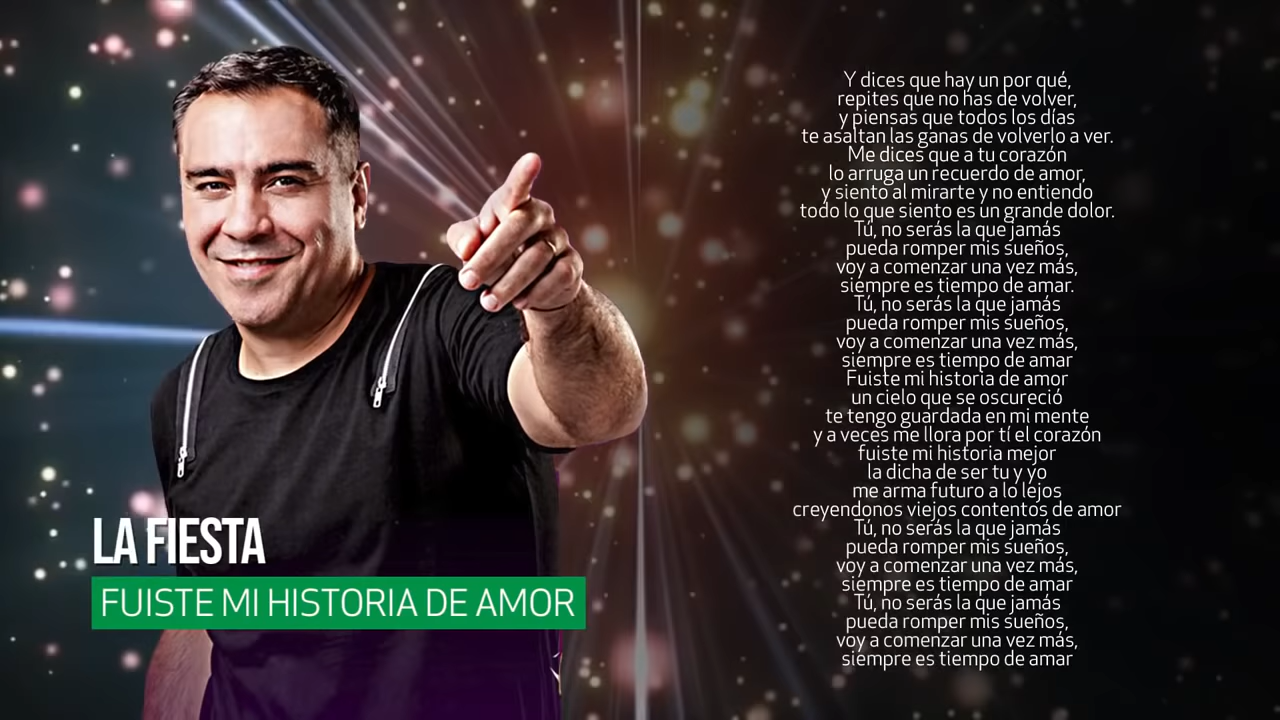 LA FIESTA
FUISTE MI HISTORIA DE AMOR
Y dices que hay un por qué,
repites que no has de volver,
y piensas que todos los días
te asaltan las ganas de volverlo a ver.
Me dices que a tu corazón
lo arruga un recuerdo de amor,
y siento al mirarte y no entiendo
todo lo que siento es un grande dolor.
Tú, no serás la que jamás
pueda romper mis sueños,
voy a comenzar una vez más,
siempre es tiempo de amar.
Tú, no serás la que jamás
pueda romper mis sueños,
voy a comenzar una vez más,
siempre es tiempo de amar
Fuiste mi historia de amor
un cielo que se oscureció
te tengo guardada en mi mente
y a veces me llora por tí el corazón
fuiste mi historia mejor
la dicha de ser tu y yo
me arma futuro a lo lejos
creyendonos viejos contentos de amor
Tú, no serás la que jamás
pueda romper mis sueños,
voy a comenzar una vez más,
siempre es tiempo de amar
Tú, no serás la que jamás
pueda romper mis sueños,
voy a comenzar una vez más,
siempre es tiempo de amar